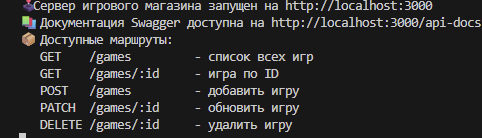 🕹️Сервер игрового магазина запущен на http://localhost:3000
📚 Документация Swagger доступна на http://localhost:3000/api-docs
📦 Доступные маршруты:
GET    /games        - список всех игр
GET    /games/:id    - игра по ID
POST   /games        - добавить игру
PATCH  /games/:id    - обновить игру
DELETE /games/:id    - удалить игру